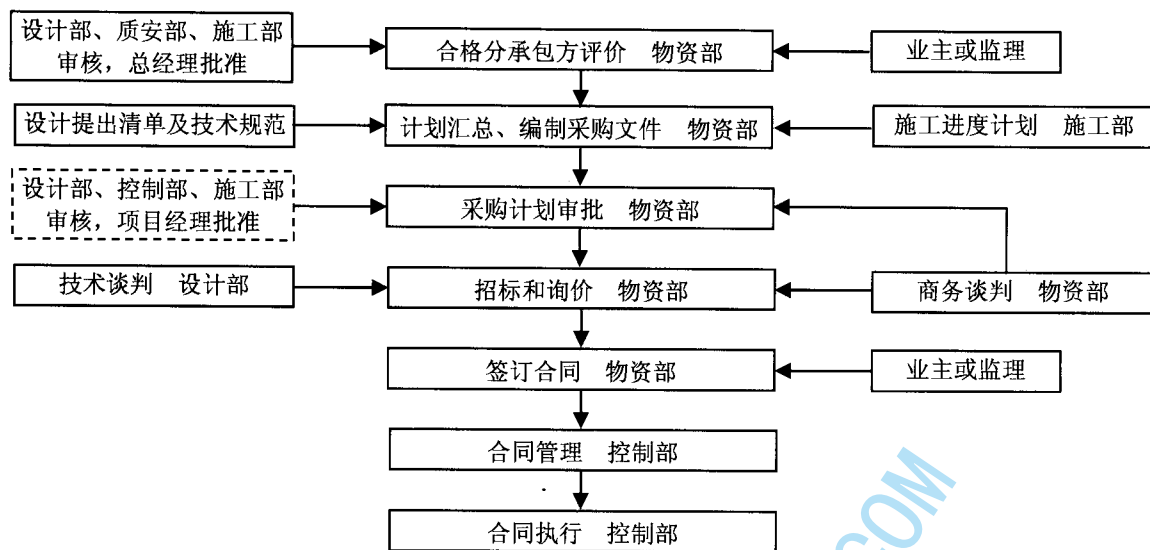 设计部、质安部、施工部
审核，总经理批准
合格分承包方评价 物资部
业主或监理
设计提出清单及技术规范
计划汇总、编制采购文件 物资部
施工进度计划 施工部
设计部、控制部、施工部
审核，项目经理批准
采购计划审批 物资部
技术谈判 设计部
招标和询价 物资部
商务谈判 物资部
签订合同 物资部
业主或监理
合同管理 控制部
合同执行 控制部
COM